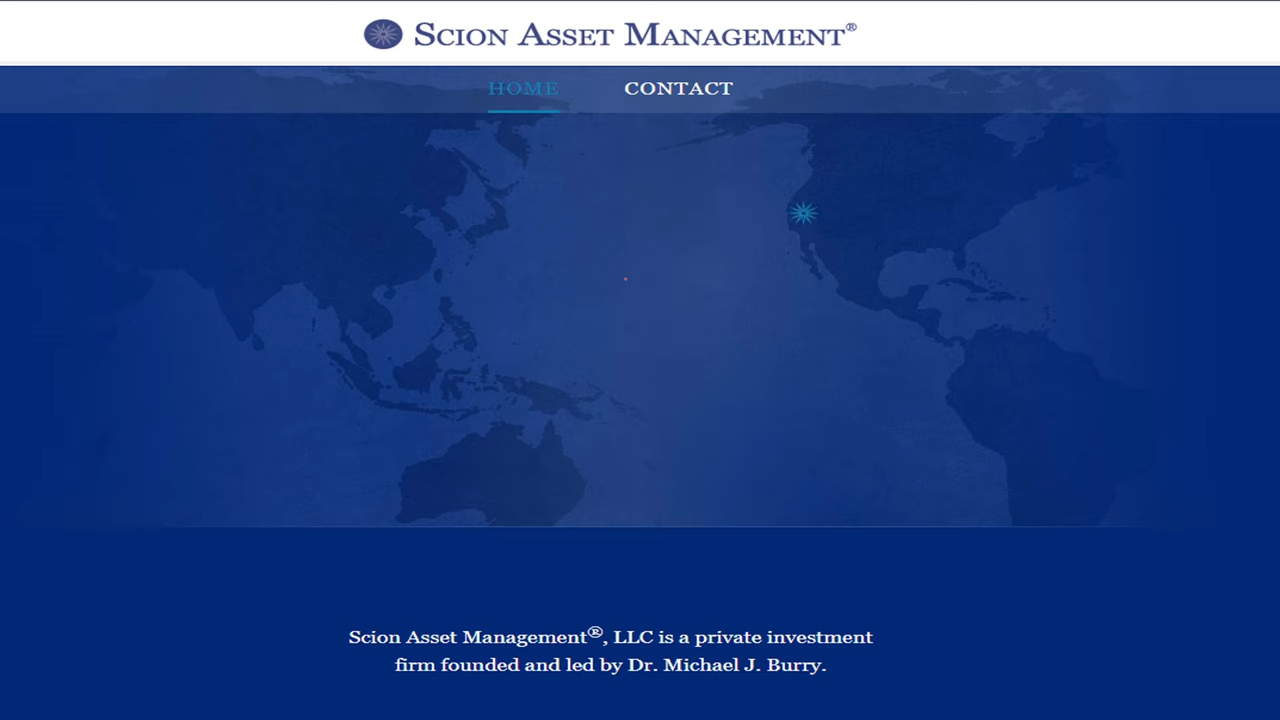 SCION ASSET MANAGEMENT®
HOME CONTACT
Scion Asset Management®, LLC is a private investment
firm founded and led by Dr. Michael J. Burry.